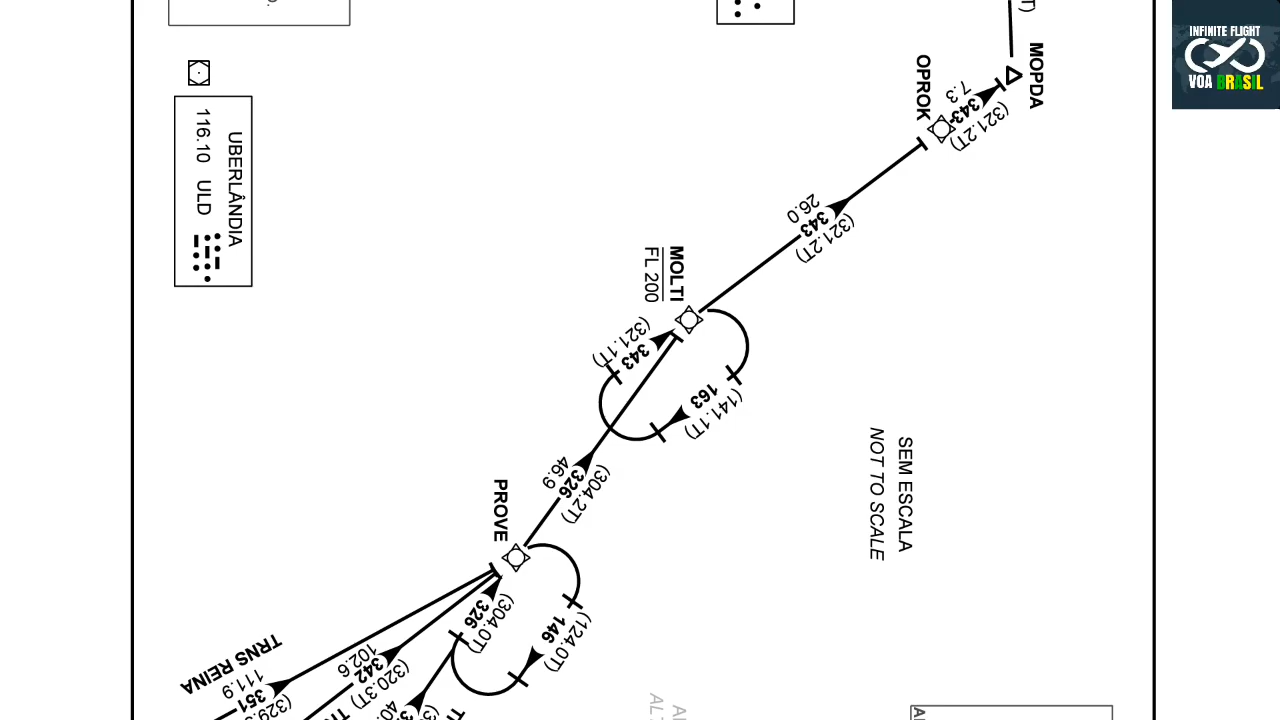 INFINITE FLIGHT
VOA BRASIL
MOPDA
OPROK
7.3
343
(321.2T)
UBERLÂNDIA
116.10 ULD
26.0
343
(321.2T)
MOLTI
FL 200
(321.1T)
343
163
(141.1T)
SEM ESCALA
NOT TO SCALE
46.9
326
(304.2T)
PROVE
326
(304.0T)
146
(124.0T)
TRNS REINA
111.9
351
102.6
342
(320.3T)